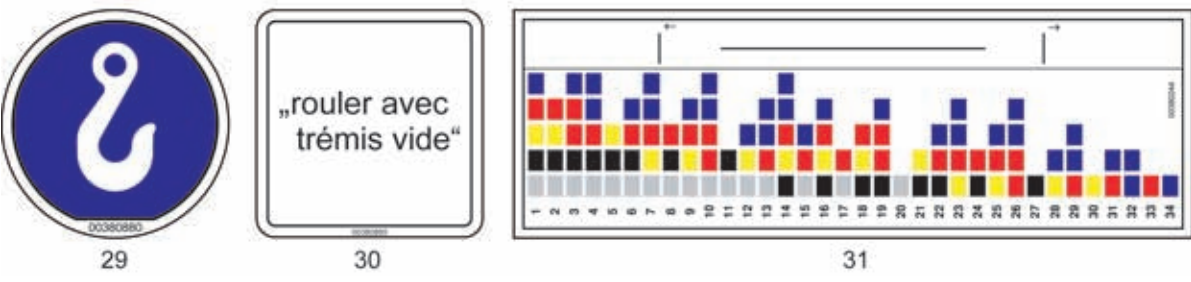 „rouler avec
trémis vide“
00380880
00380244
1 2 3 4 5 6 7 8 9 10 11 12 13 14 15 16 17 18 19 20 21 22 23 24 25 26 27 28 29 30 31 32 33 34
29 30 31